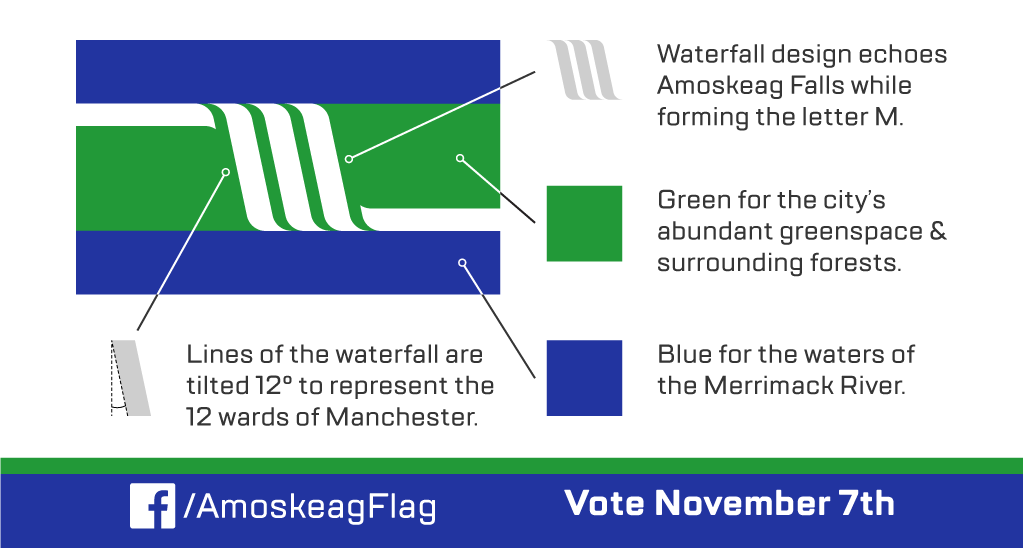 Waterfall design echoes
Amoskeag Falls while
forming the letter M.
Green for the city's
abundant greenspace &
surrounding forests.
Lines of the waterfall are
tilted 12º to represent the
12 wards of Manchester.
Blue for the waters of
the Merrimack River.
f/AmoskeagFlag
Vote November 7th